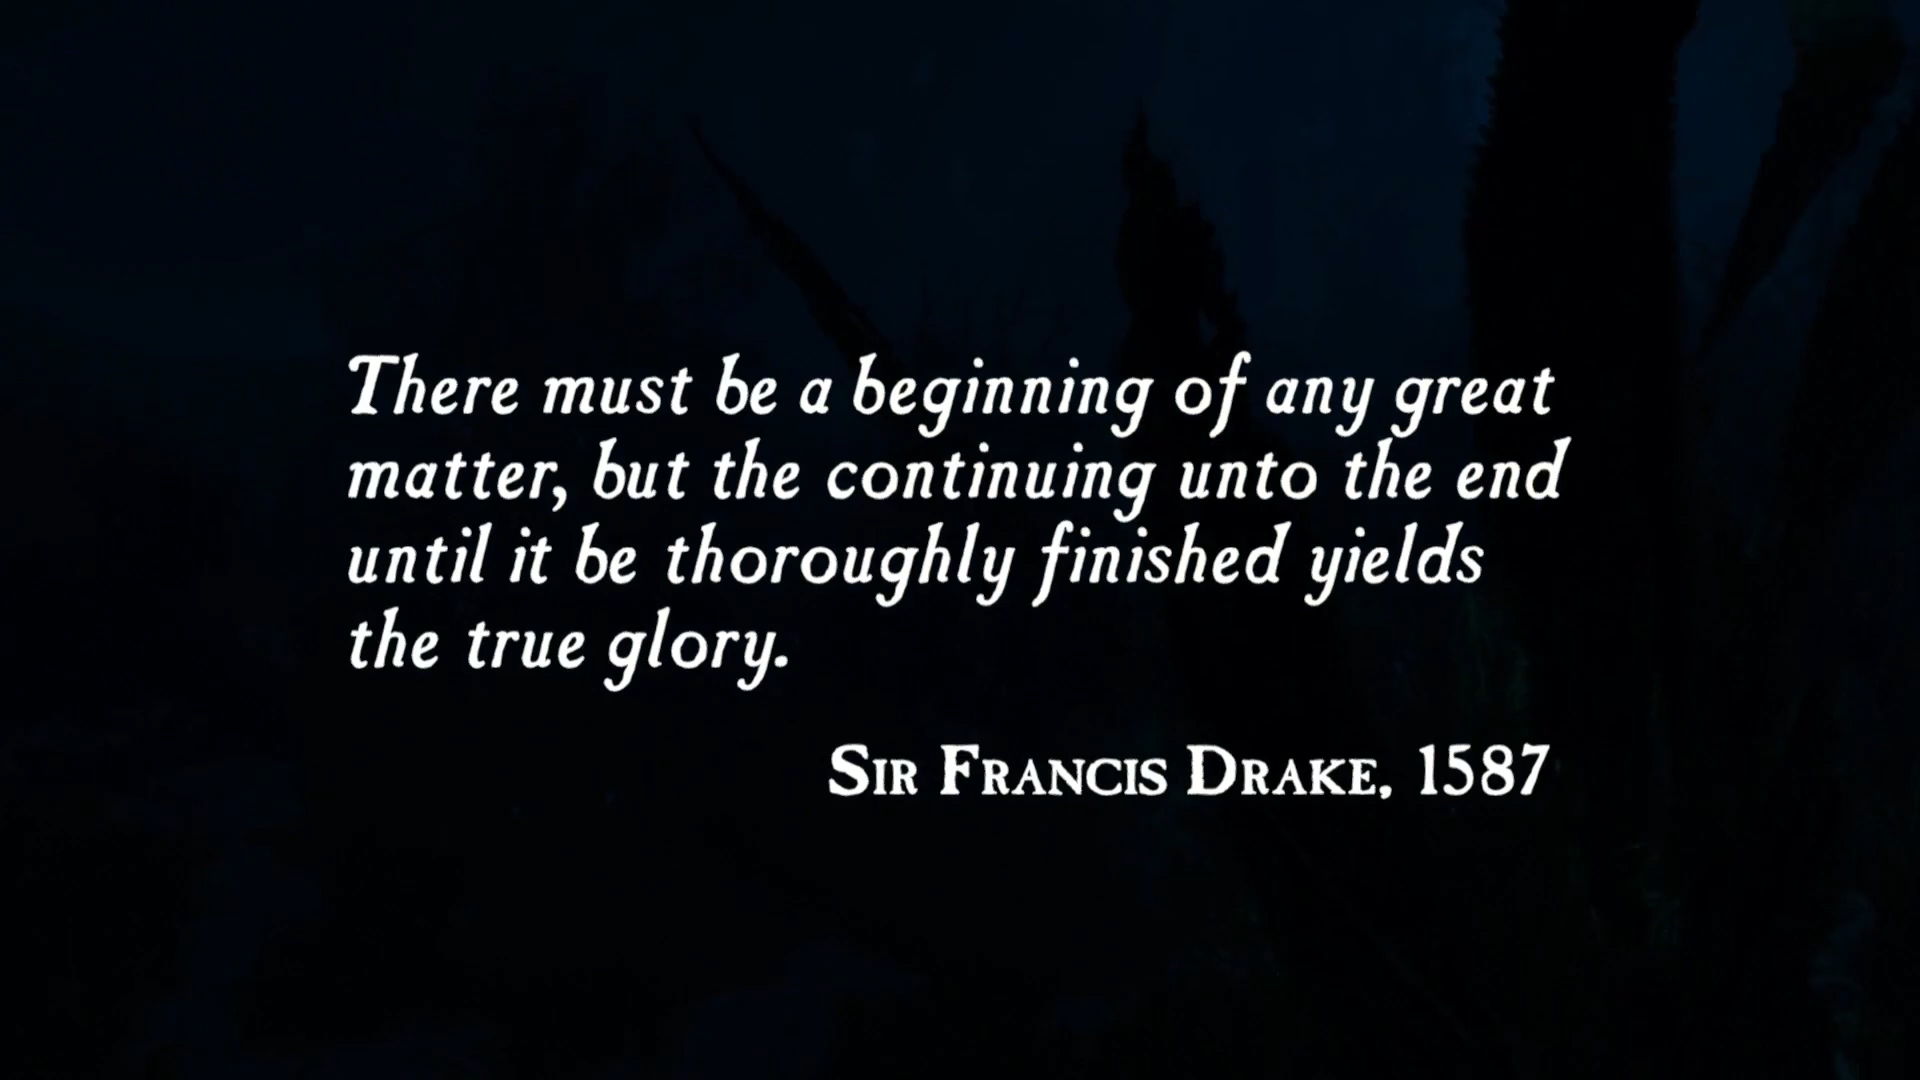 There must be a beginning of any great
matter, but the continuing unto the end
until it be thoroughly finished yields
the true glory.
Sir Francis Drake, 1587